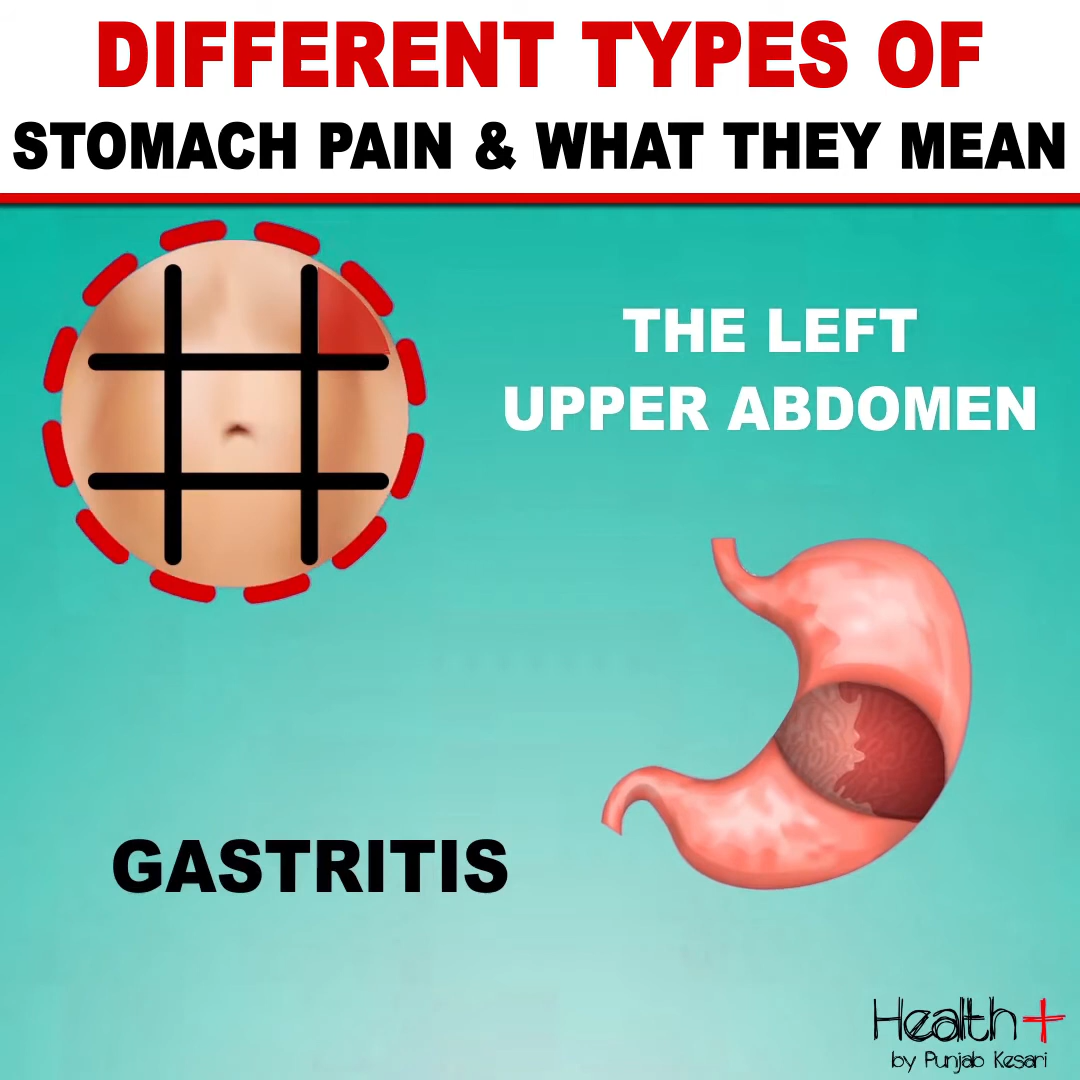 DIFFERENT TYPES OF
STOMACH PAIN & WHAT THEY MEAN
THE LEFT
UPPER ABDOMEN
GASTRITIS
Health+
by Punjab Kesari